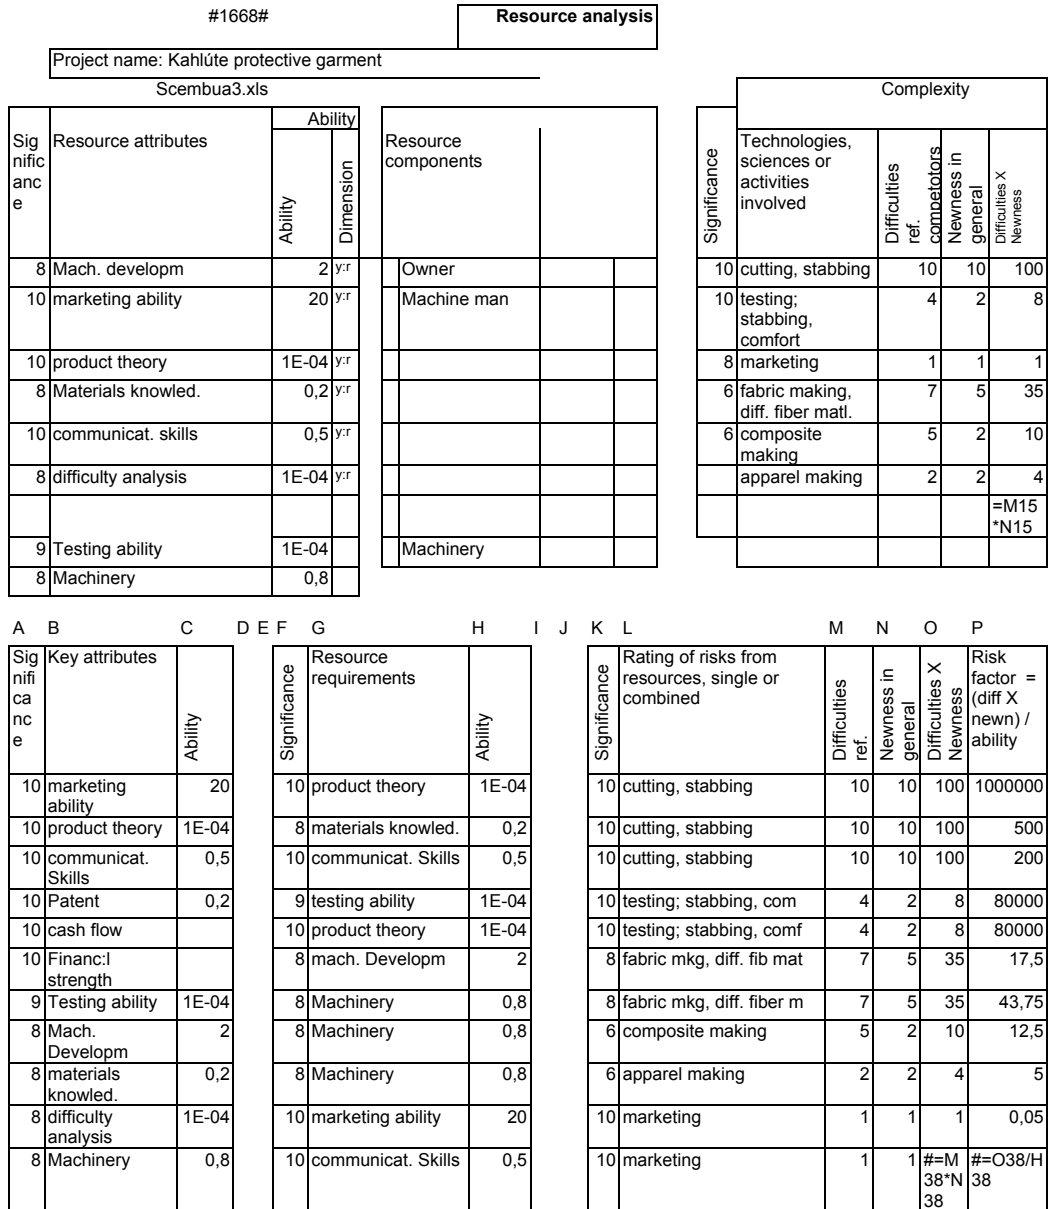 #1668#
Resource analysis
Project name: Kahlúte protective garment
Scembua3.xls
Complexity
Ability
Sig
nific
anc
e
Resource attributes
Ability
Dimension
Resource
components
Significance
Technologies,
sciences or
activities
involved
Difficulties
ref.
competotors
Newness in
general
Difficulties X
Newness
8 Mach. developm 2 y:r Owner 10 cutting, stabbing 10 10 100
10 marketing ability 20 y:r Machine man 10 testing; 4 2 8
stabbing,
comfort
10 product theory 1E-04 y:r 8 marketing 1 1 1
8 Materials knowled. 0,2 y:r 6 fabric making, 7 5 35
diff. fiber matl.
10 communicat. skills 0,5 y:r 6 composite 5 2 10
making
8 difficulty analysis 1E-04 y:r apparel making 2 2 4
=M15
*N15
9 Testing ability 1E-04 Machinery
8 Machinery 0,8
A B C D E F G H I J K L M N O P
Sig
nifi
ca
nc
e
Key attributes
Ability
Significance
Resource
requirements
Ability
Significance
Rating of risks from
resources, single or
combined
Difficulties
ref.
Newness in
general
Difficulties X
Newness
Risk
factor =
(diff X
newn) /
ability
10 marketing 20 10 product theory 1E-04 10 cutting, stabbing 10 10 100 1000000
ability
10 product theory 1E-04 8 materials knowled. 0,2 10 cutting, stabbing 10 10 100 500
10 communicat. 0,5 10 communicat. Skills 0,5 10 cutting, stabbing 10 10 100 200
Skills
10 Patent 0,2 9 testing ability 1E-04 10 testing; stabbing, com 4 2 8 80000
10 cash flow 10 product theory 1E-04 10 testing; stabbing, comf 4 2 8 80000
10 Financ:l 8 mach. Developm 2 8 fabric mkg, diff. fib mat 7 5 35 17,5
strength
9 Testing ability 1E-04 8 Machinery 0,8 8 fabric mkg, diff. fiber m 7 5 35 43,75
8 Mach. 2 8 Machinery 0,8 6 composite making 5 2 10 12,5
Developm
8 materials 0,2 8 Machinery 0,8 6 apparel making 2 2 4 5
knowled.
8 difficulty 1E-04 10 marketing ability 20 10 marketing 1 1 1 0,05
analysis
8 Machinery 0,8 10 communicat. Skills 0,5 10 marketing 1 1 #=M #=O38/H
38*N 38
38